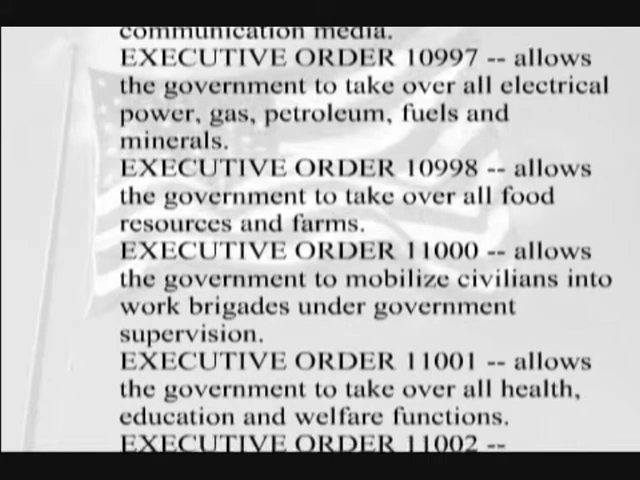 communication media.
EXECUTIVE ORDER 10997 -- allows
the government to take over all electrical
power, gas, petroleum, fuels and
minerals.
EXECUTIVE ORDER 10998 -- allows
the government to take over all food
resources and farms.
EXECUTIVE ORDER 11000 -- allows
the government to mobilize civilians into
work brigades under government
supervision.
EXECUTIVE ORDER 11001 -- allows
the government to take over all health,
education and welfare functions.
EXECUTIVE ORDER 11002 --